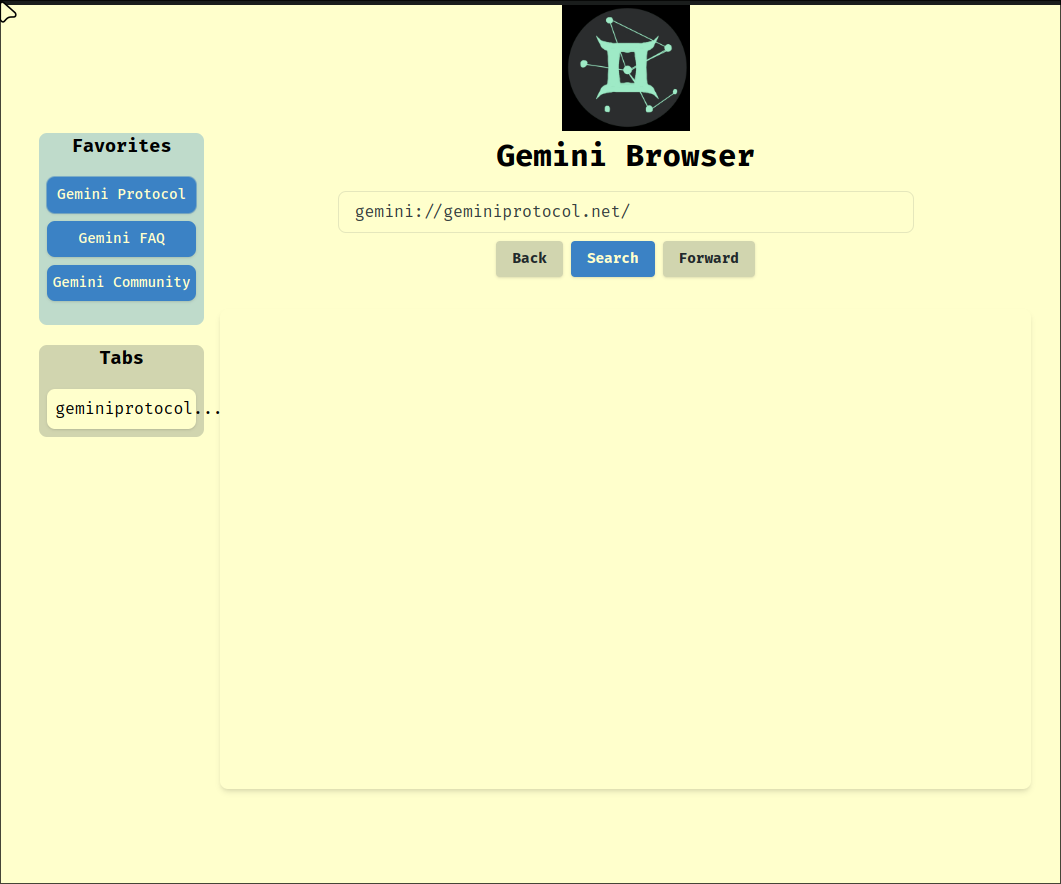 Gemini Browser
gemini://geminiprotocol.net/
Back
Search
Forward
Favorites
Gemini Protocol
Gemini FAQ
Gemini Community
Tabs
geminiprotocol...